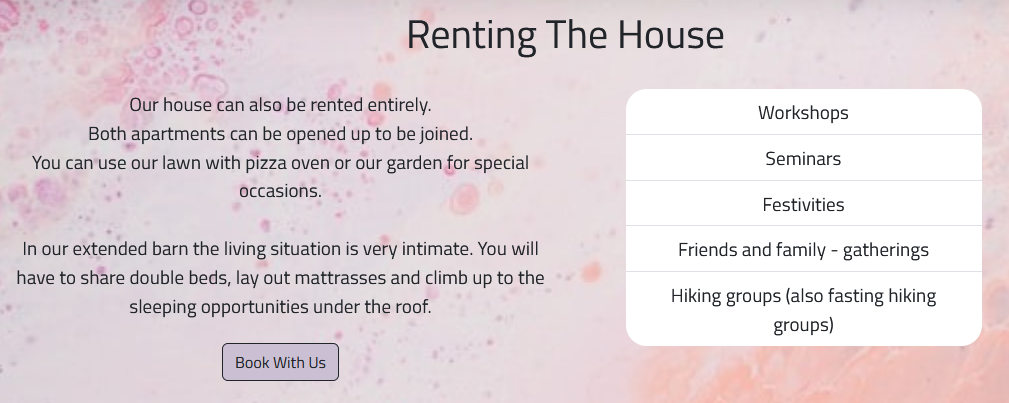 Renting The House
Our house can also be rented entirely.
Both apartments can be opened up to be joined.
You can use our lawn with pizza oven or our garden for special
occasions.
In our extended barn the living situation is very intimate. You will
have to share double beds, lay out mattrasses and climb up to the
sleeping opportunities under the roof.
Book With Us
Workshops
Seminars
Festivities
Friends and family - gatherings
Hiking groups (also fasting hiking
groups)